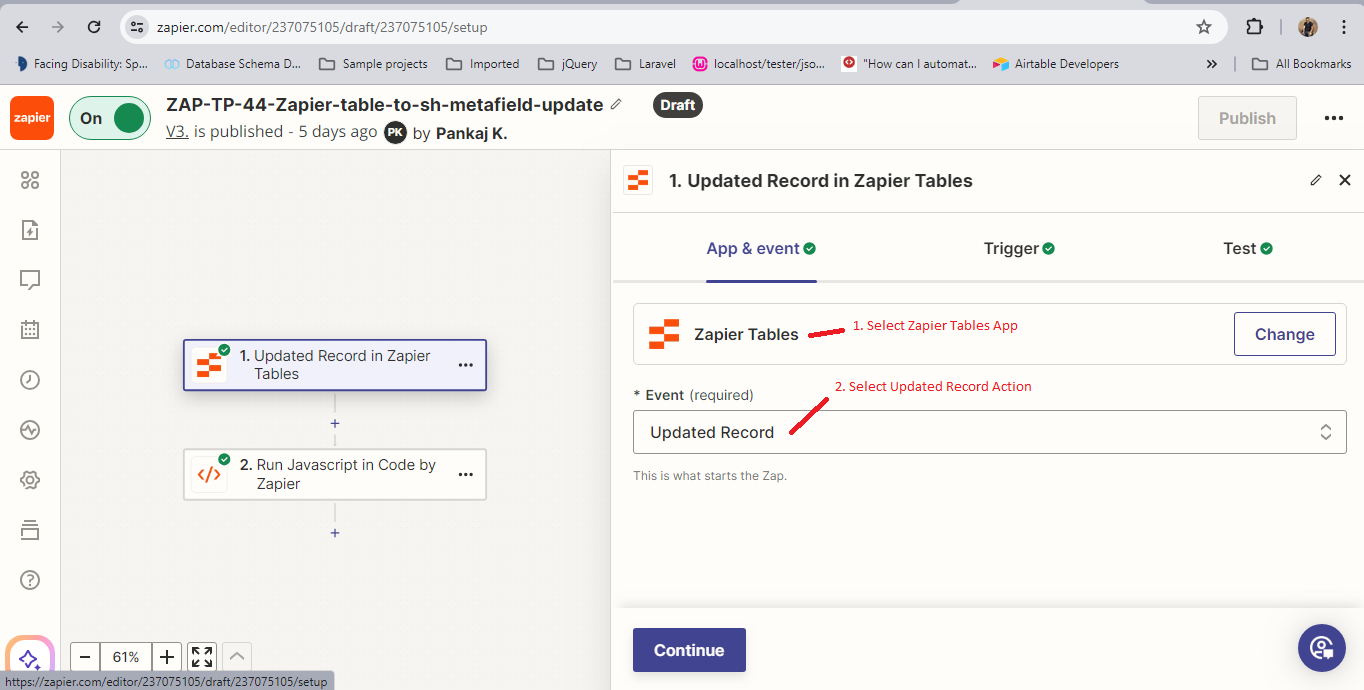 zapier.com/editor/237075105/draft/237075105/setup
Facing Disability: Sp...
Database Schema D...
Sample projects
Imported
jQuery
Laravel
localhost/tester/jso...
"How can I automat...
Airtable Developers
»
All Bookmarks
zapier
On
ZAP-TP-44-Zapier-table-to-sh-metafield-update
Draft
V3. is published - 5 days ago PK by Pankaj K.
Publish
1. Updated Record in Zapier Tables
App & event
Trigger
Test
Zapier Tables
1. Select Zapier Tables App
Change
2. Select Updated Record Action
* Event (required)
Updated Record
This is what starts the Zap.
Continue
1. Updated Record in Zapier
Tables
2. Run Javascript in Code by
Zapier
61%
https://zapier.com/editor/237075105/draft/237075105/setup